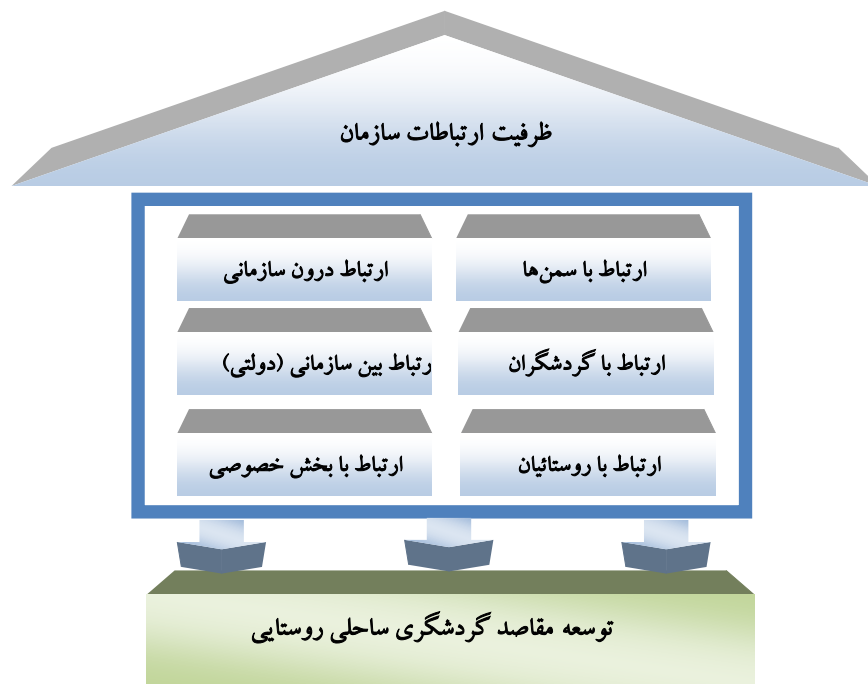 ظرفیت ارتباطات سازمان
ارتباط با سمن‌ها
ارتباط درون سازمانی
ارتباط با گردشگران
رتباط بین سازمانی (دولتی)
ارتباط با روستائیان
ارتباط با بخش خصوصی
توسعه مقاصد گردشگری ساحلی روستایی